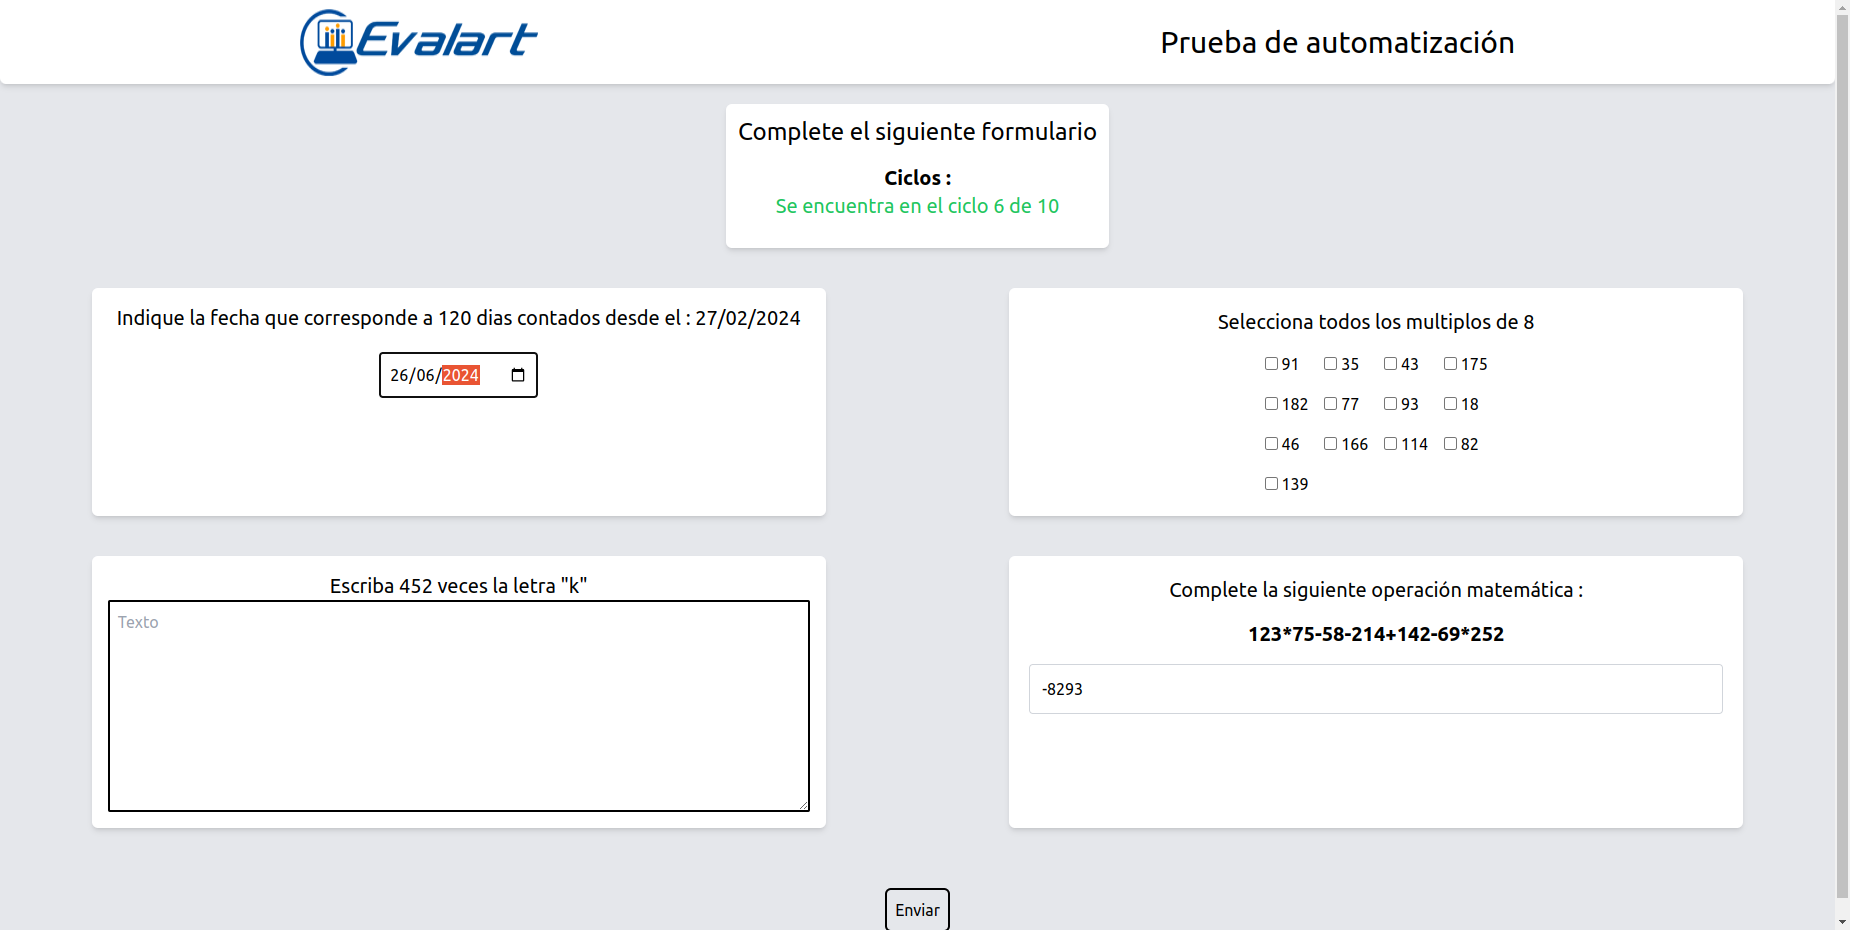 Evalart
Prueba de automatización
Complete el siguiente formulario
Ciclos :
Se encuentra en el ciclo 6 de 10
Indique la fecha que corresponde a 120 dias contados desde el : 27/02/2024
26/06/2024
Selecciona todos los multiplos de 8
91 35 43 175
182 77 93 18
46 166 114 82
139
Escriba 452 veces la letra "k"
Texto
Complete la siguiente operación matemática :
123*75-58-214+142-69*252
-8293
Enviar